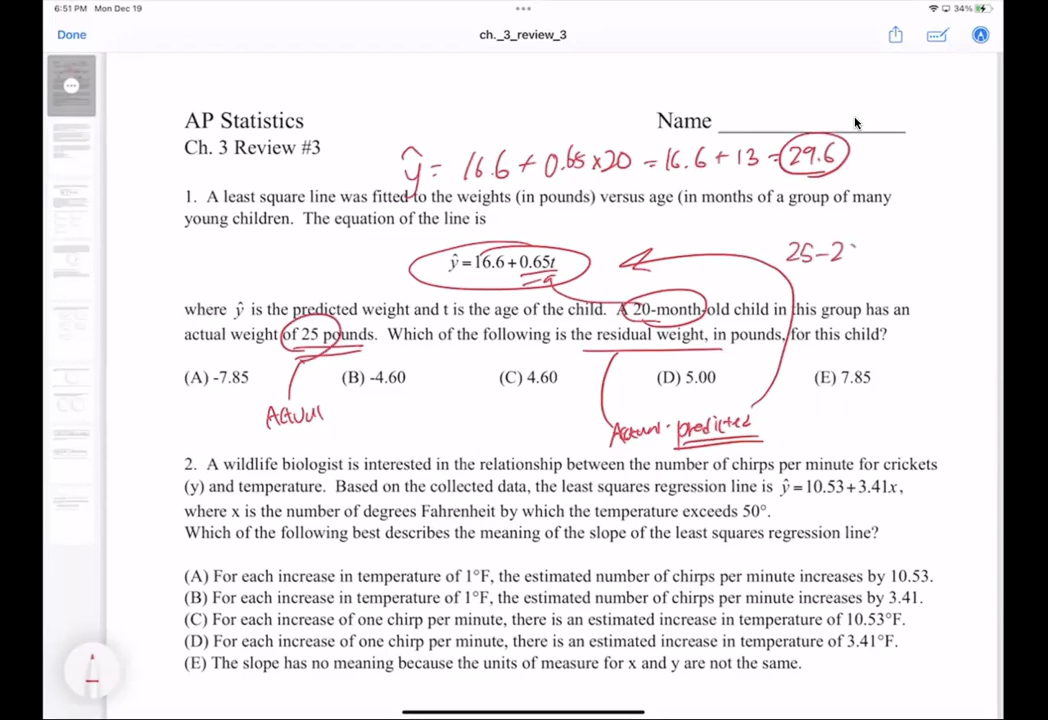 6:51 PM Mon Dec 19
34%
Done
ch._3_review_3
AP Statistics
Name
Ch. 3 Review #3
ŷ = 16.6 + 0.65 x 20 = 16.6 + 13 = 29.6
1. A least square line was fitted to the weights (in pounds) versus age (in months of a group of many
young children. The equation of the line is
ŷ = 16.6 + 0.65t
25-2
where ŷ is the predicted weight and t is the age of the child. A 20-month-old child in this group has an
actual weight of 25 pounds. Which of the following is the residual weight, in pounds, for this child?
(A) -7.85 (B) -4.60 (C) 4.60 (D) 5.00 (E) 7.85
Actual
Actual - predicted
2. A wildlife biologist is interested in the relationship between the number of chirps per minute for crickets
(y) and temperature. Based on the collected data, the least squares regression line is ŷ = 10.53 + 3.41x,
where x is the number of degrees Fahrenheit by which the temperature exceeds 50°.
Which of the following best describes the meaning of the slope of the least squares regression line?
(A) For each increase in temperature of 1°F, the estimated number of chirps per minute increases by 10.53.
(B) For each increase in temperature of 1°F, the estimated number of chirps per minute increases by 3.41.
(C) For each increase of one chirp per minute, there is an estimated increase in temperature of 10.53°F.
(D) For each increase of one chirp per minute, there is an estimated increase in temperature of 3.41°F.
(E) The slope has no meaning because the units of measure for x and y are not the same.